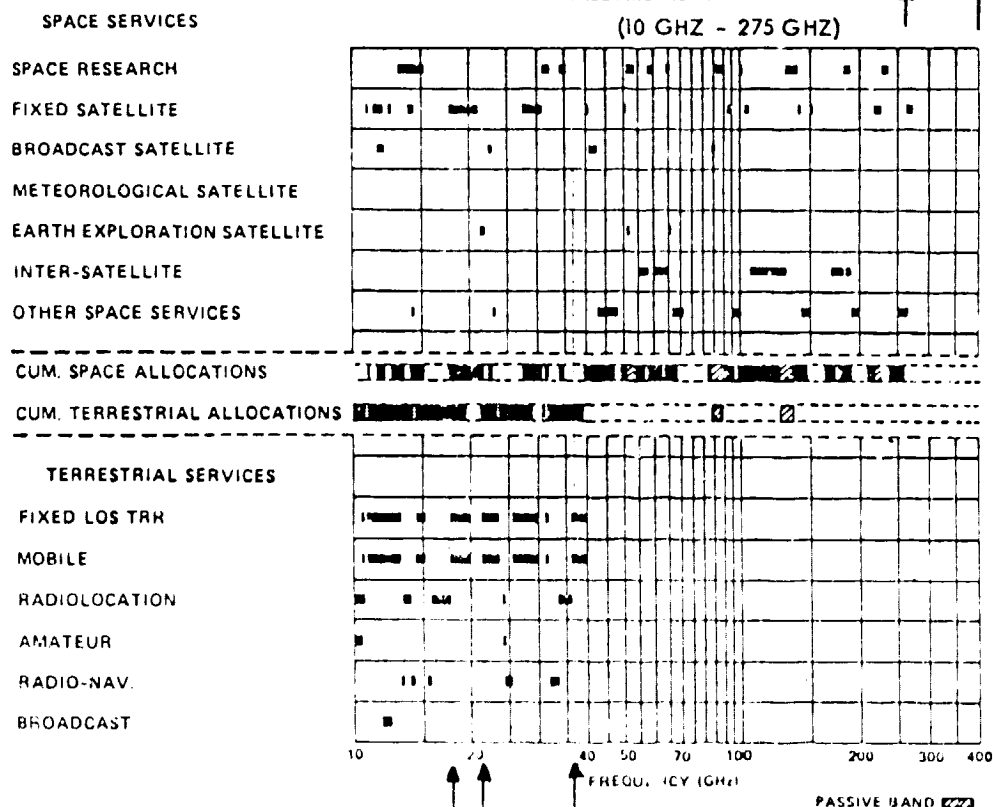 SPACE SERVICES
(10 GHZ - 275 GHZ)
SPACE RESEARCH
FIXED SATELLITE
BROADCAST SATELLITE
METEOROLOGICAL SATELLITE
EARTH EXPLORATION SATELLITE
INTER-SATELLITE
OTHER SPACE SERVICES
CUM. SPACE ALLOCATIONS
CUM. TERRESTRIAL ALLOCATIONS
TERRESTRIAL SERVICES
FIXED LOS TRR
MOBILE
RADIOLOCATION
AMATEUR
RADIO-NAV.
BROADCAST
10 20 40 50 70 100 200 300 400
(GHz)
PASSIVE BAND